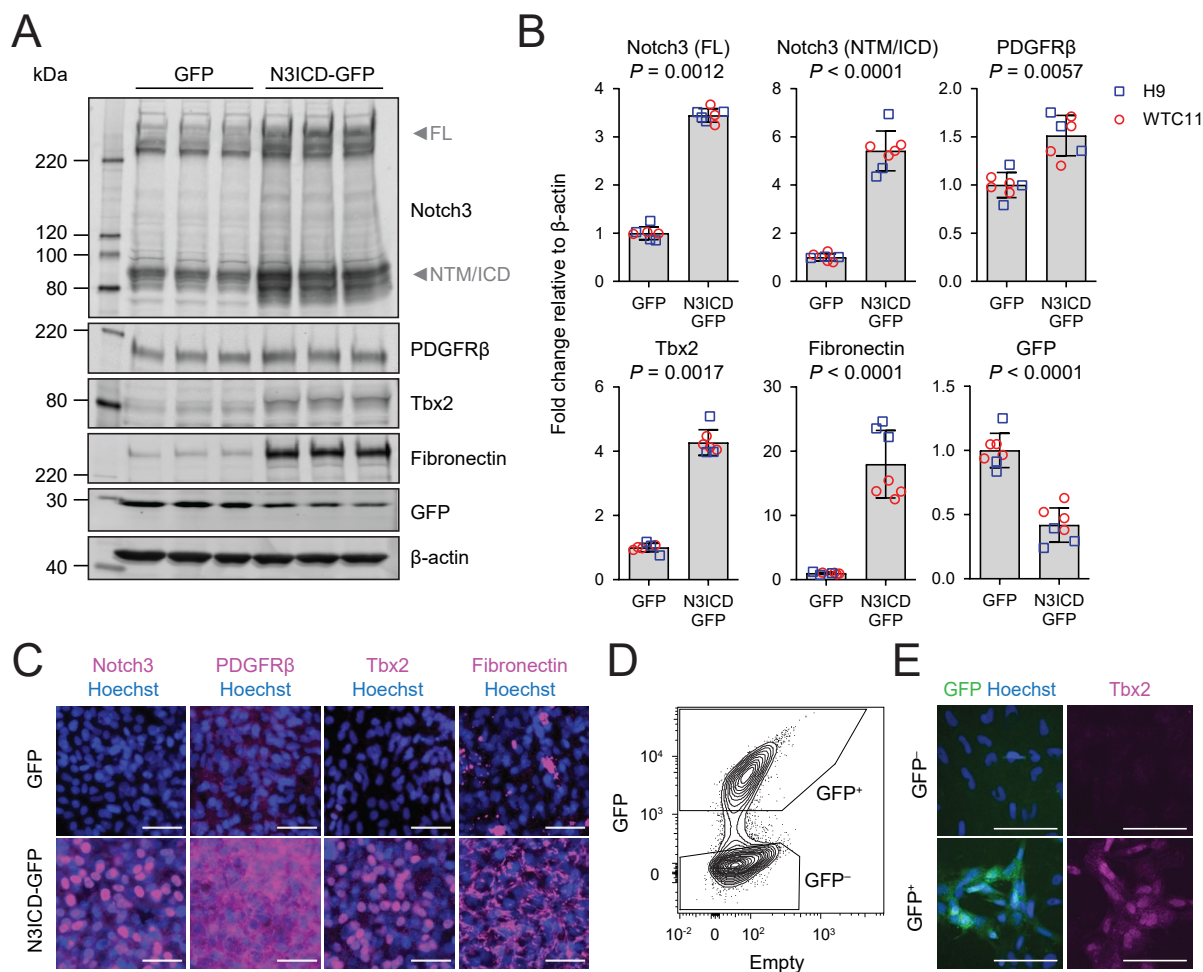 A
kDa
GFP
N3ICD-GFP
FL
220
Notch3
120
100
NTM/ICD
80
220
PDGFRβ
80
Tbx2
Fibronectin
220
30
GFP
β-actin
40
B
Fold change relative to β-actin
Notch3 (FL)
P = 0.0012
4
3
2
1
0
GFP
N3ICD
GFP
Notch3 (NTM/ICD)
P < 0.0001
8
6
4
2
0
GFP
N3ICD
GFP
PDGFRβ
P = 0.0057
2.0
1.5
1.0
0.5
0.0
GFP
N3ICD
GFP
H9
WTC11
Tbx2
P = 0.0017
6
4
2
0
GFP
N3ICD
GFP
Fibronectin
P < 0.0001
30
20
10
0
GFP
N3ICD
GFP
GFP
P < 0.0001
1.5
1.0
0.5
0.0
GFP
N3ICD
GFP
C
Notch3
Hoechst
PDGFRβ
Hoechst
Tbx2
Hoechst
Fibronectin
Hoechst
GFP
N3ICD-GFP
D
GFP
10⁴
10³
0
GFP⁺
GFP⁻
10⁻²
0
10²
10³
Empty
E
GFP Hoechst
Tbx2
GFP⁻
GFP⁺